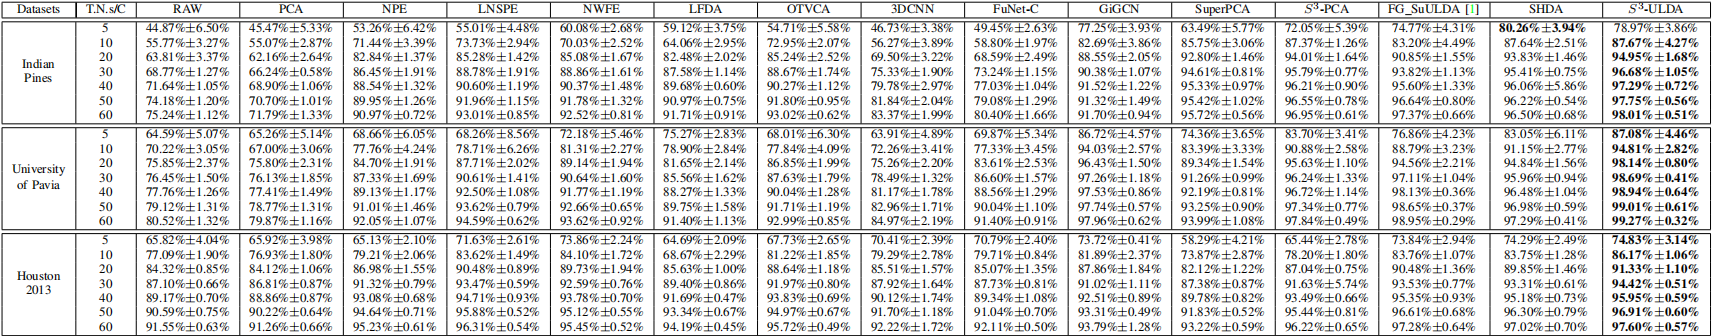 Datasets T.N.s/C RAW PCA NPE LNSPE NWFE LFDA OTVCA 3DCNN FuNet-C GiGCN SuperPCA S³-PCA FG_SuULDA [1] SHDA S³-ULDA
Indian Pines
5 44.87%±6.50% 45.47%±5.33% 53.26%±6.42% 55.01%±4.48% 60.08%±2.68% 59.12%±3.75% 54.71%±5.58% 46.73%±3.38% 49.45%±2.63% 77.25%±3.93% 63.49%±5.77% 72.05%±5.39% 74.77%±4.31% 80.26%±3.94% 78.97%±3.86%
10 55.77%±3.27% 55.07%±2.87% 71.44%±3.39% 73.73%±2.94% 70.03%±2.52% 64.06%±2.95% 72.95%±2.07% 56.27%±3.89% 58.80%±1.97% 82.69%±3.86% 85.75%±3.06% 87.37%±1.26% 83.20%±4.49% 87.64%±2.51% 87.67%±4.27%
20 63.81%±3.37% 62.16%±2.64% 82.84%±1.37% 85.28%±1.42% 85.08%±1.67% 82.48%±2.02% 85.24%±2.52% 69.50%±3.22% 68.59%±2.49% 88.55%±2.05% 92.80%±1.46% 94.01%±1.64% 90.85%±1.55% 93.83%±1.46% 94.95%±1.68%
30 68.77%±1.27% 66.24%±0.58% 86.45%±1.91% 88.78%±1.91% 88.86%±1.61% 87.58%±1.14% 88.67%±1.74% 75.33%±1.90% 73.24%±1.15% 90.38%±1.07% 94.61%±0.81% 95.79%±0.77% 93.82%±1.13% 95.41%±0.75% 96.68%±1.05%
40 71.64%±1.05% 68.90%±1.06% 88.54%±1.32% 90.60%±1.19% 90.37%±1.48% 89.68%±0.60% 90.27%±1.12% 79.78%±2.97% 77.03%±1.04% 91.52%±1.22% 95.33%±0.97% 96.21%±0.90% 95.60%±1.33% 96.06%±5.86% 97.29%±0.72%
50 74.18%±1.20% 70.70%±1.01% 89.95%±1.26% 91.96%±1.15% 91.78%±1.32% 90.97%±0.75% 91.80%±0.95% 81.84%±2.04% 79.08%±1.29% 91.32%±1.49% 95.42%±1.02% 96.55%±0.78% 96.64%±0.80% 96.22%±0.54% 97.75%±0.56%
60 75.24%±1.12% 71.79%±1.33% 90.97%±0.72% 93.01%±0.85% 92.52%±0.81% 91.71%±0.91% 93.02%±0.62% 83.37%±1.99% 80.40%±1.66% 91.70%±0.94% 95.72%±0.56% 96.95%±0.61% 97.37%±0.66% 96.50%±0.68% 98.01%±0.51%
University of Pavia
5 64.59%±5.07% 65.26%±5.14% 68.66%±6.05% 68.26%±8.56% 72.18%±5.46% 75.27%±2.83% 68.01%±6.30% 63.91%±4.89% 69.87%±5.34% 86.72%±4.57% 74.36%±3.65% 83.70%±3.41% 76.86%±4.23% 83.05%±6.11% 87.08%±4.46%
10 70.22%±3.05% 67.00%±3.06% 77.76%±4.24% 78.71%±6.26% 81.31%±2.27% 78.90%±2.84% 77.84%±4.09% 72.26%±3.41% 77.33%±3.45% 94.03%±2.57% 83.39%±3.33% 90.88%±2.58% 88.79%±3.23% 91.15%±2.77% 94.81%±2.82%
20 75.85%±2.37% 75.80%±2.31% 84.70%±1.91% 87.71%±2.02% 89.14%±1.94% 81.65%±2.14% 86.85%±1.99% 75.26%±2.20% 83.61%±2.53% 96.43%±1.50% 89.34%±1.54% 95.63%±1.10% 94.56%±2.21% 94.84%±1.56% 98.14%±0.80%
30 76.45%±1.50% 76.13%±1.85% 87.33%±1.69% 90.61%±1.41% 90.64%±1.60% 85.56%±1.62% 87.63%±1.79% 78.49%±1.32% 86.60%±1.57% 97.26%±1.18% 91.26%±0.99% 96.24%±1.33% 97.11%±1.04% 95.96%±0.94% 98.69%±0.41%
40 77.76%±1.26% 77.41%±1.49% 89.13%±1.17% 92.50%±1.08% 91.77%±1.19% 88.27%±1.33% 90.04%±1.28% 81.17%±1.78% 88.56%±1.29% 97.53%±0.86% 92.19%±0.81% 96.72%±1.14% 98.13%±0.36% 96.48%±1.04% 98.94%±0.64%
50 79.12%±1.31% 78.77%±1.31% 91.01%±1.46% 93.62%±0.79% 92.66%±0.65% 89.75%±1.58% 91.71%±1.19% 82.96%±1.71% 90.04%±1.10% 97.74%±0.57% 93.25%±0.90% 97.34%±0.77% 98.65%±0.37% 96.98%±0.59% 99.01%±0.61%
60 80.52%±1.32% 79.87%±1.16% 92.05%±1.07% 94.59%±0.62% 93.62%±0.92% 91.40%±1.13% 92.99%±0.85% 84.97%±2.19% 91.40%±0.91% 97.96%±0.62% 93.99%±1.08% 97.84%±0.49% 98.95%±0.29% 97.29%±0.41% 99.27%±0.32%
Houston 2013
5 65.82%±4.04% 65.92%±3.98% 65.13%±2.10% 71.63%±2.61% 73.86%±2.24% 64.69%±2.09% 67.73%±2.65% 70.41%±2.39% 70.79%±2.40% 73.72%±0.41% 58.29%±4.21% 65.44%±2.78% 73.84%±2.94% 74.29%±2.49% 74.83%±3.14%
10 77.09%±1.90% 76.93%±1.80% 79.21%±2.06% 83.62%±1.49% 84.10%±1.72% 68.67%±2.29% 81.22%±1.85% 79.29%±2.78% 79.71%±0.84% 81.89%±2.37% 73.87%±2.87% 78.20%±1.80% 83.76%±1.07% 83.75%±1.28% 86.17%±1.06%
20 84.32%±0.85% 84.12%±1.06% 86.98%±1.55% 90.48%±0.89% 89.73%±1.94% 85.63%±1.00% 88.64%±1.18% 85.51%±1.57% 85.07%±1.35% 87.86%±1.84% 82.12%±1.22% 87.04%±0.75% 90.48%±1.36% 89.85%±1.46% 91.33%±1.10%
30 87.10%±0.66% 86.81%±0.87% 91.32%±0.79% 93.47%±0.59% 92.59%±0.76% 89.40%±0.86% 91.97%±0.80% 87.92%±1.64% 87.73%±0.81% 91.02%±1.11% 87.38%±0.87% 91.63%±5.74% 93.53%±0.77% 93.31%±0.61% 94.42%±0.51%
40 89.17%±0.70% 88.86%±0.87% 93.08%±0.68% 94.71%±0.93% 93.78%±0.70% 91.69%±0.47% 93.83%±0.69% 90.12%±1.74% 89.34%±1.08% 92.51%±0.89% 89.78%±0.82% 93.49%±0.66% 95.35%±0.93% 95.18%±0.73% 95.95%±0.59%
50 90.59%±0.75% 90.22%±0.64% 94.64%±0.71% 95.88%±0.52% 95.12%±0.55% 93.34%±0.67% 94.97%±0.67% 91.70%±1.18% 91.04%±0.70% 93.31%±0.49% 91.83%±0.52% 95.44%±0.81% 96.61%±0.68% 96.30%±0.79% 96.91%±0.60%
60 91.55%±0.63% 91.26%±0.66% 95.23%±0.61% 96.31%±0.54% 95.45%±0.52% 94.19%±0.45% 95.72%±0.49% 92.22%±1.72% 92.11%±0.50% 93.79%±1.28% 93.22%±0.59% 96.22%±0.65% 97.28%±0.64% 97.02%±0.70% 97.60%±0.57%